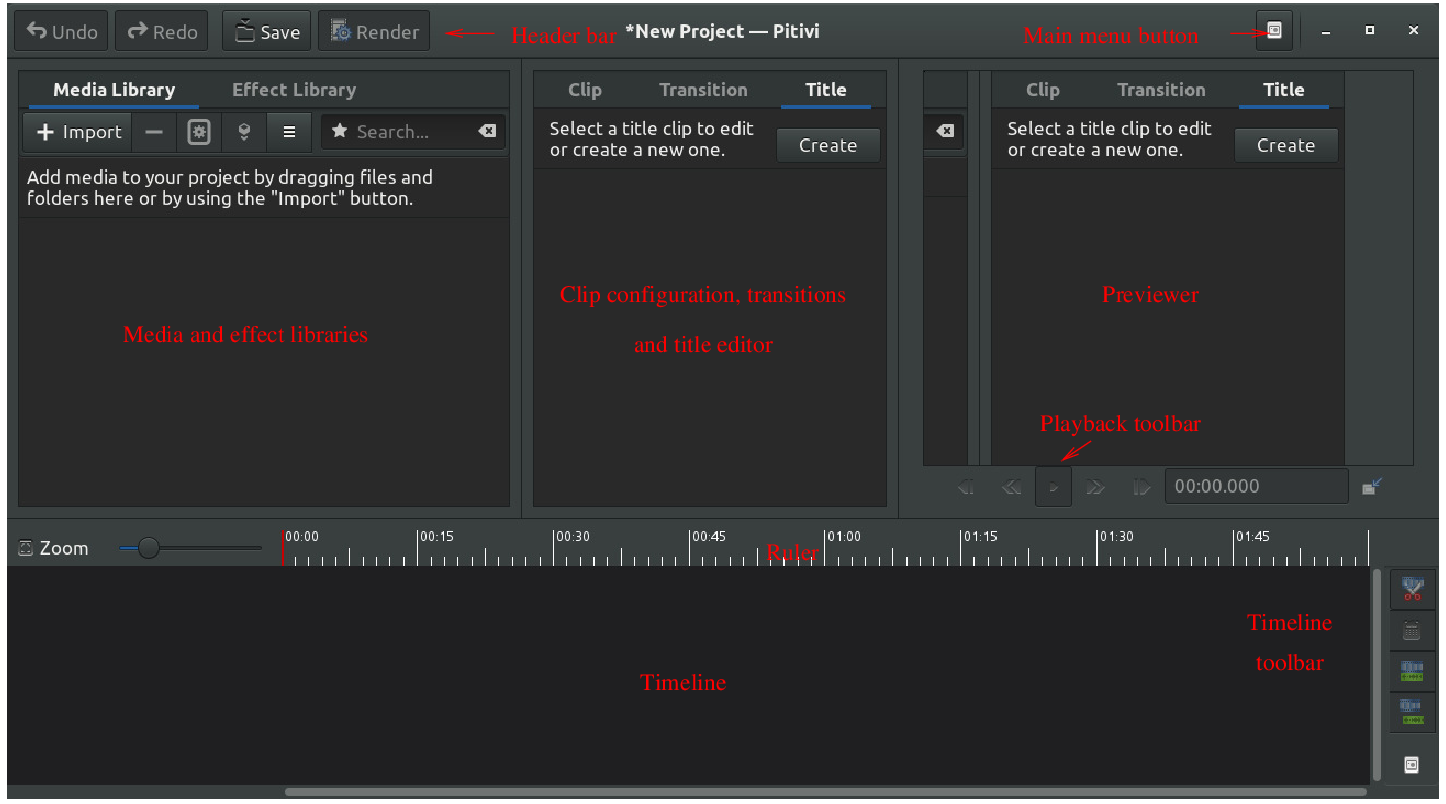 Undo
Redo
Save
Render
Header bar
*New Project — Pitivi
Main menu button
Media Library
Effect Library
Clip
Transition
Title
Clip
Transition
Title
Import
Search...
Select a title clip to edit
or create a new one.
Create
Select a title clip to edit
or create a new one.
Create
Add media to your project by dragging files and
folders here or by using the "Import" button.
Media and effect libraries
Clip configuration, transitions
and title editor
Previewer
Playback toolbar
00:00.000
Zoom
00:00
00:15
00:30
00:45
01:00
01:15
01:30
01:45
Ruler
Timeline
Timeline
toolbar